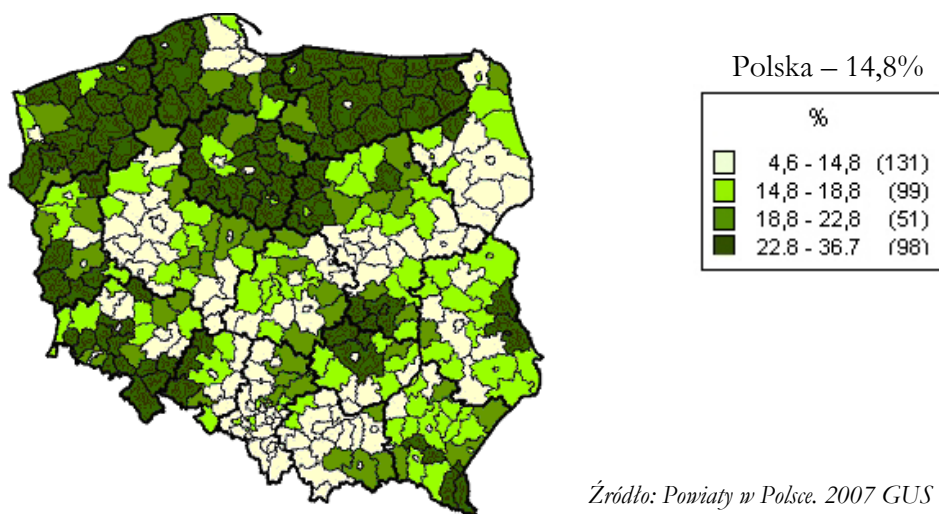 Polska – 14,8%
%
4,6 - 14,8 (131)
14,8 - 18,8 (99)
18,8 - 22,8 (51)
22,8 - 36,7 (98)
Źródło: Powiaty w Polsce. 2007 GUS